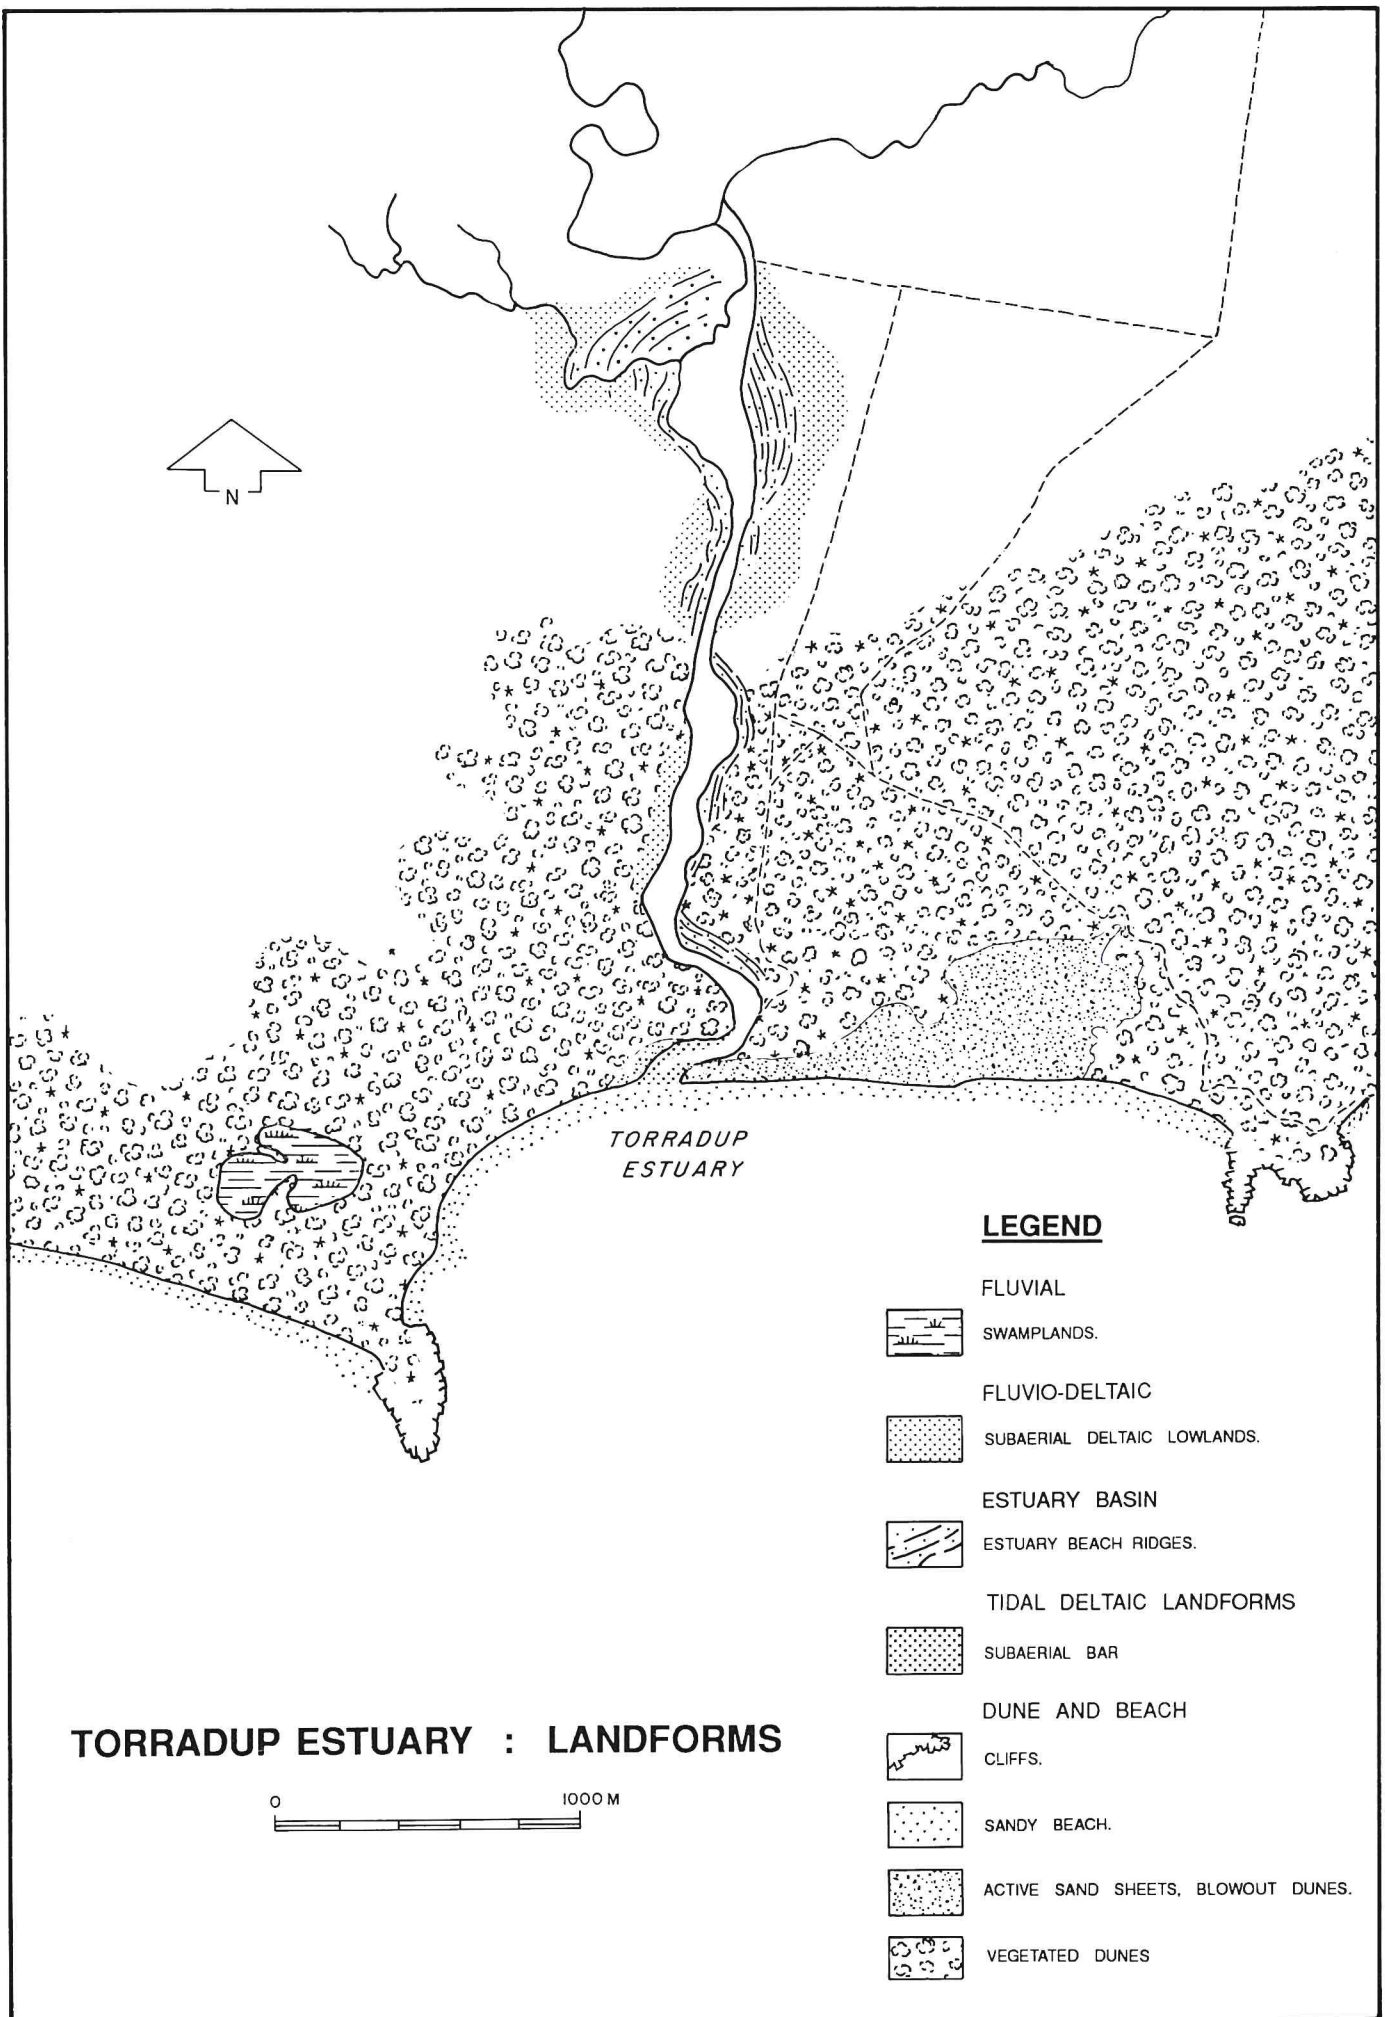 N
TORRADUP
ESTUARY
LEGEND
FLUVIAL
SWAMPLANDS.
FLUVIO-DELTAIC
SUBAERIAL DELTAIC LOWLANDS.
ESTUARY BASIN
ESTUARY BEACH RIDGES.
TIDAL DELTAIC LANDFORMS
SUBAERIAL BAR
DUNE AND BEACH
CLIFFS.
SANDY BEACH.
ACTIVE SAND SHEETS, BLOWOUT DUNES.
VEGETATED DUNES
TORRADUP ESTUARY : LANDFORMS
0 1000 M